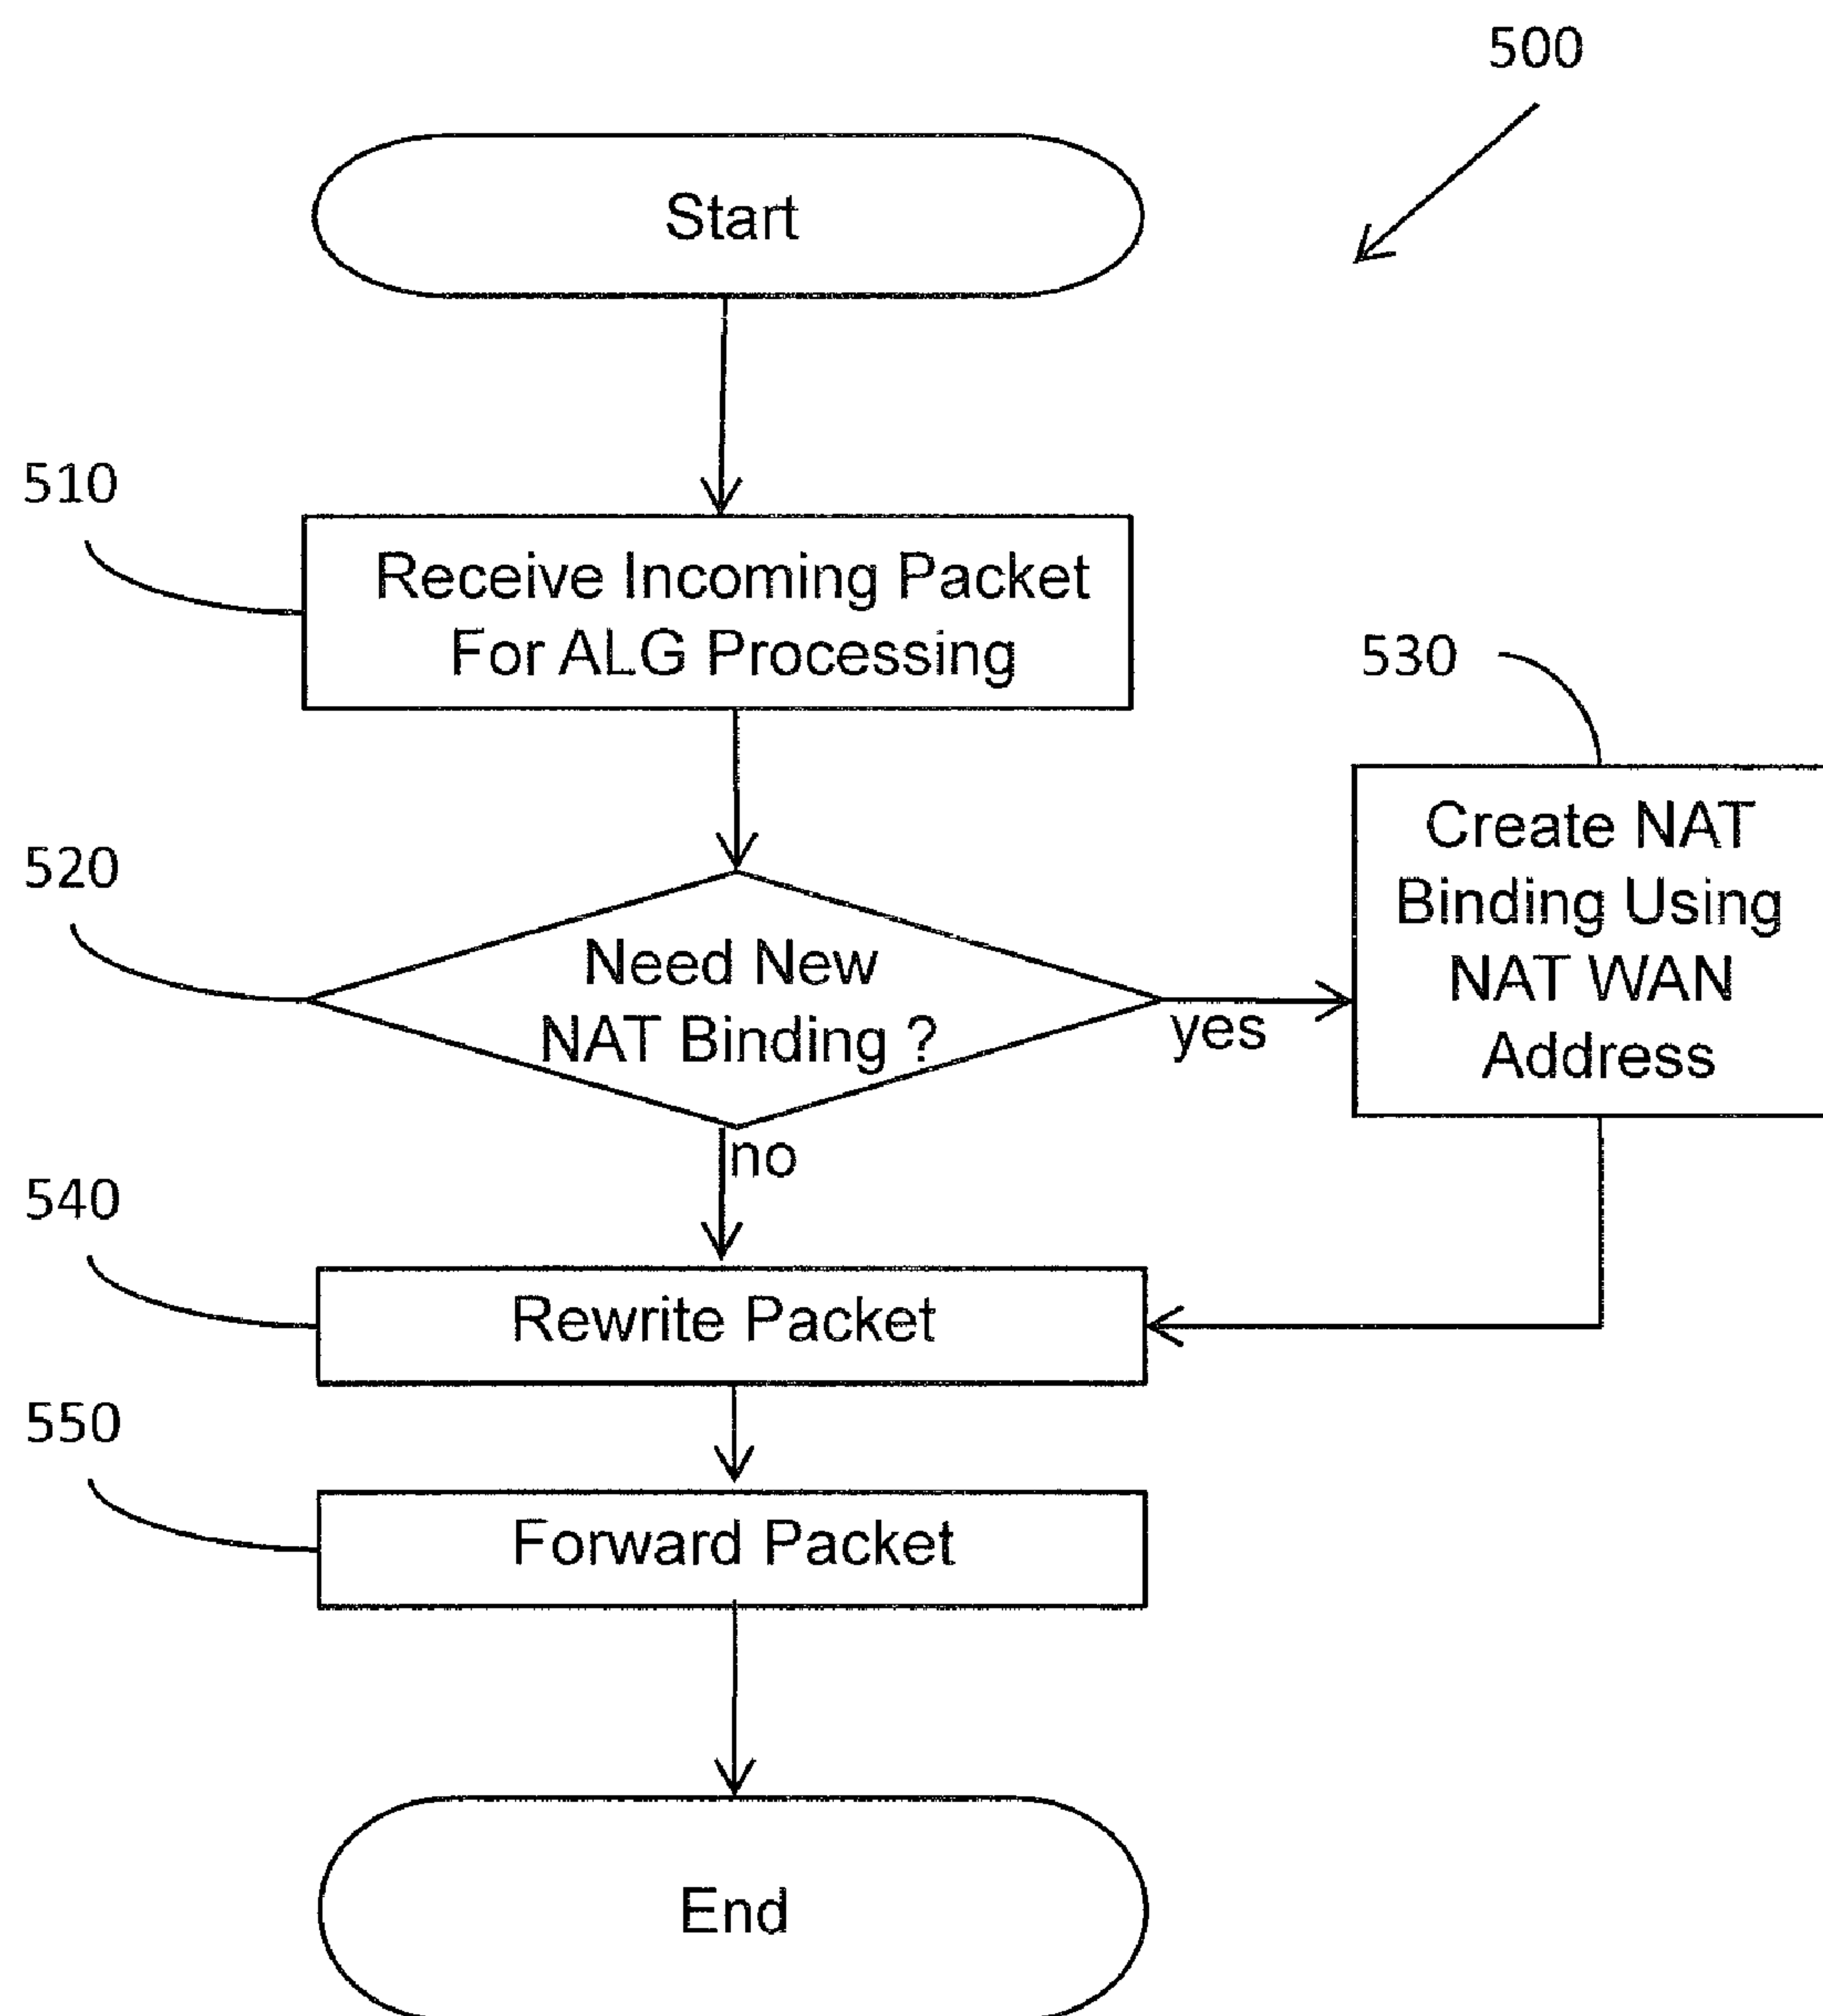 500
Start
510
Receive Incoming Packet
For ALG Processing
530
Create NAT
Binding Using
NAT WAN
Address
520
Need New
NAT Binding ?
yes
no
540
Rewrite Packet
550
Forward Packet
End